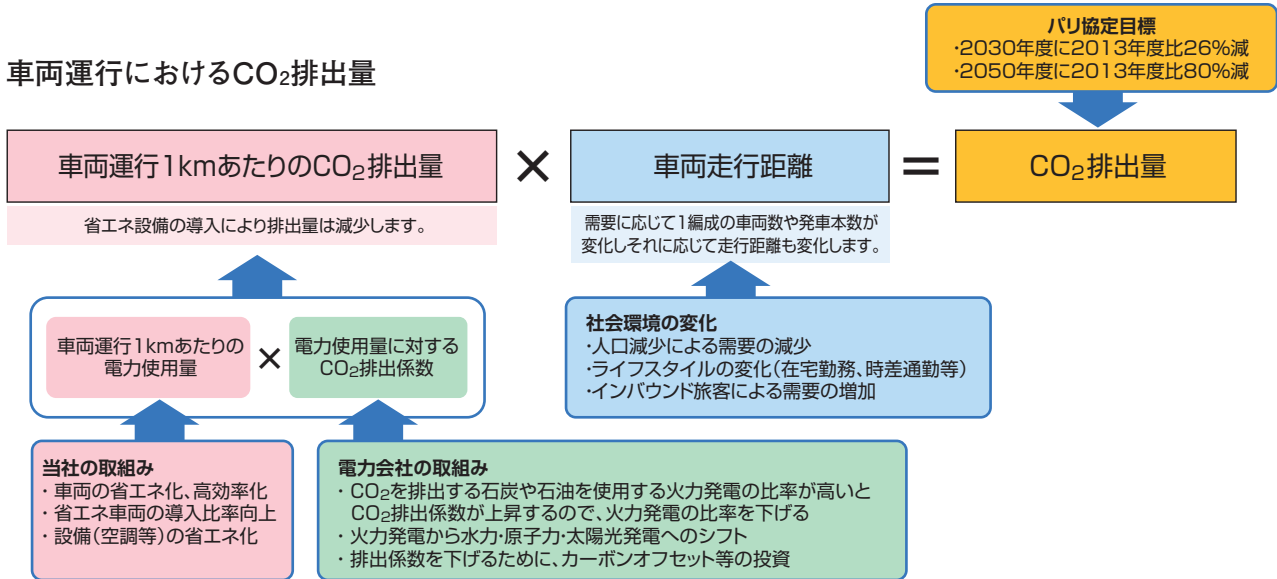 パリ協定目標
・2030年度に2013年度比26%減
・2050年度に2013年度比80%減
車両運行におけるCO₂排出量
車両運行1kmあたりのCO₂排出量
×
車両走行距離
=
CO₂排出量
省エネ設備の導入により排出量は減少します。
需要に応じて1編成の車両数や発車本数が
変化しそれに応じて走行距離も変化します。
車両運行1kmあたりの
電力使用量
×
電力使用量に対する
CO₂排出係数
社会環境の変化
・人口減少による需要の減少
・ライフスタイルの変化(在宅勤務、時差通勤等)
・インバウンド旅客による需要の増加
当社の取組み
・車両の省エネ化、高効率化
・省エネ車両の導入比率向上
・設備(空調等)の省エネ化
電力会社の取組み
・CO₂を排出する石炭や石油を使用する火力発電の比率が高いと
CO₂排出係数が上昇するので、火力発電の比率を下げる
・火力発電から水力・原子力・太陽光発電へのシフト
・排出係数を下げるために、カーボンオフセット等の投資